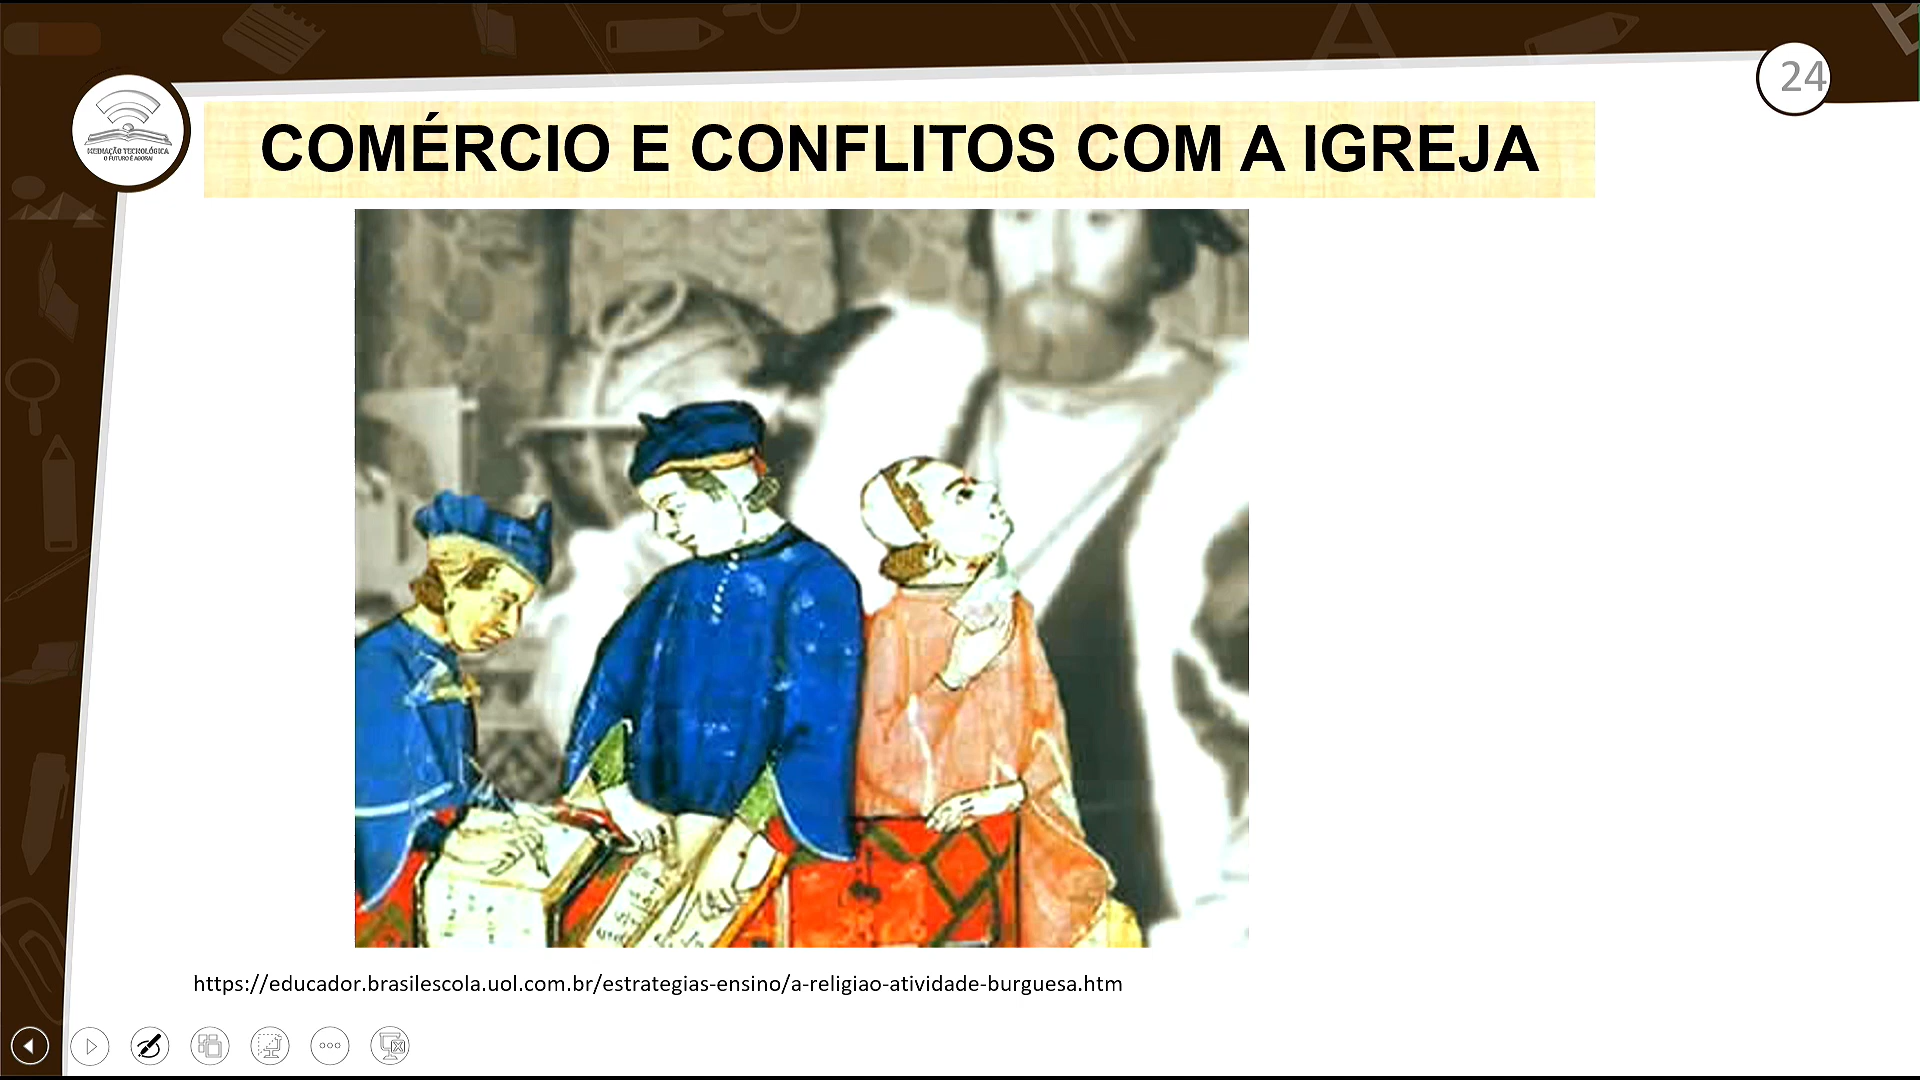 24
MEDIAÇÃO TECNOLÓGICA
O FUTURO É AGORA!
COMÉRCIO E CONFLITOS COM A IGREJA
https://educador.brasilescola.uol.com.br/estrategias-ensino/a-religiao-atividade-burguesa.htm